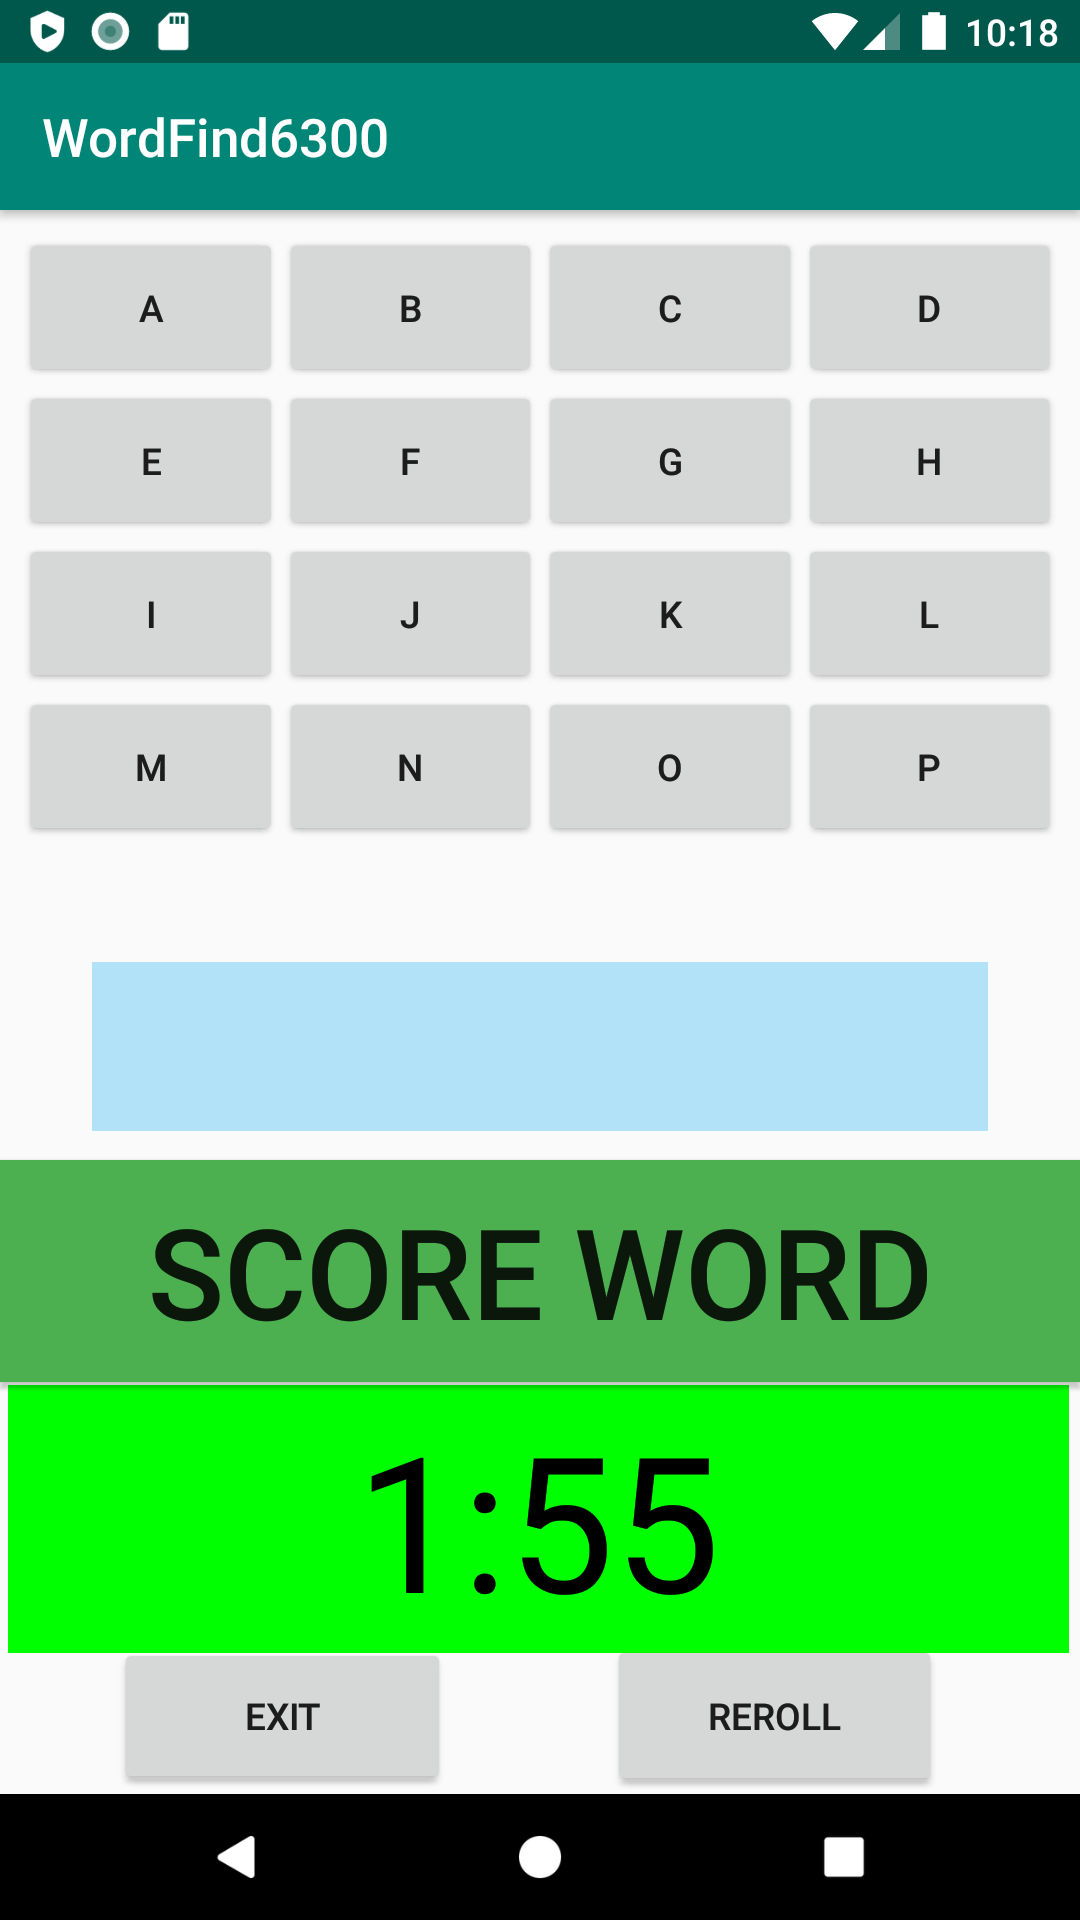 10:18
WordFind6300
A B C D
E F G H
I J K L
M N O P
SCORE WORD
1:55
EXIT REROLL